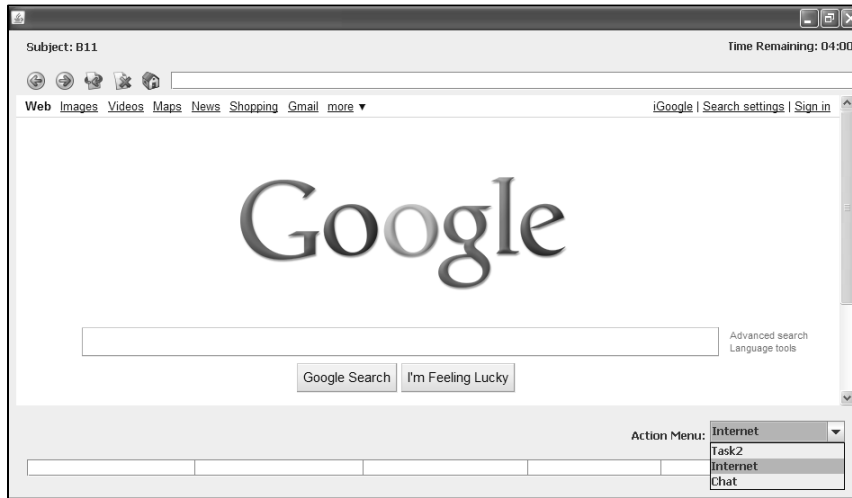 Subject: B11
Time Remaining: 04:00
Web Images Videos Maps News Shopping Gmail more ▼
iGoogle | Search settings | Sign in
Google
Advanced search
Language tools
Google Search
I'm Feeling Lucky
Action Menu: Internet
Task2
Internet
Chat